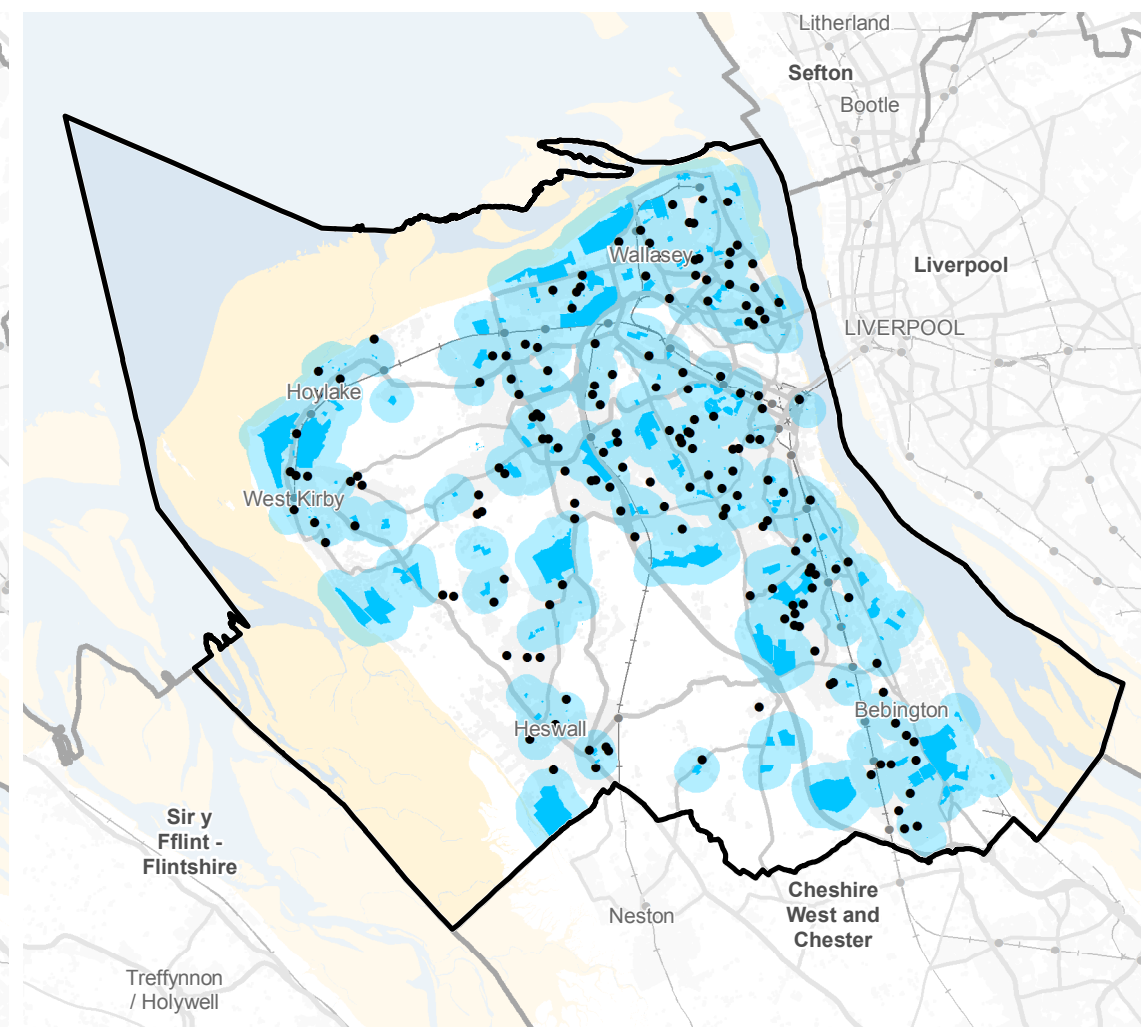 Litherland
Sefton
Bootle
Wallasey
Liverpool
LIVERPOOL
Hoylake
West Kirby
Bebington
Heswall
Sir y
Fflint -
Flintshire
Cheshire
West and
Chester
Neston
Treffynnon
/ Holywell